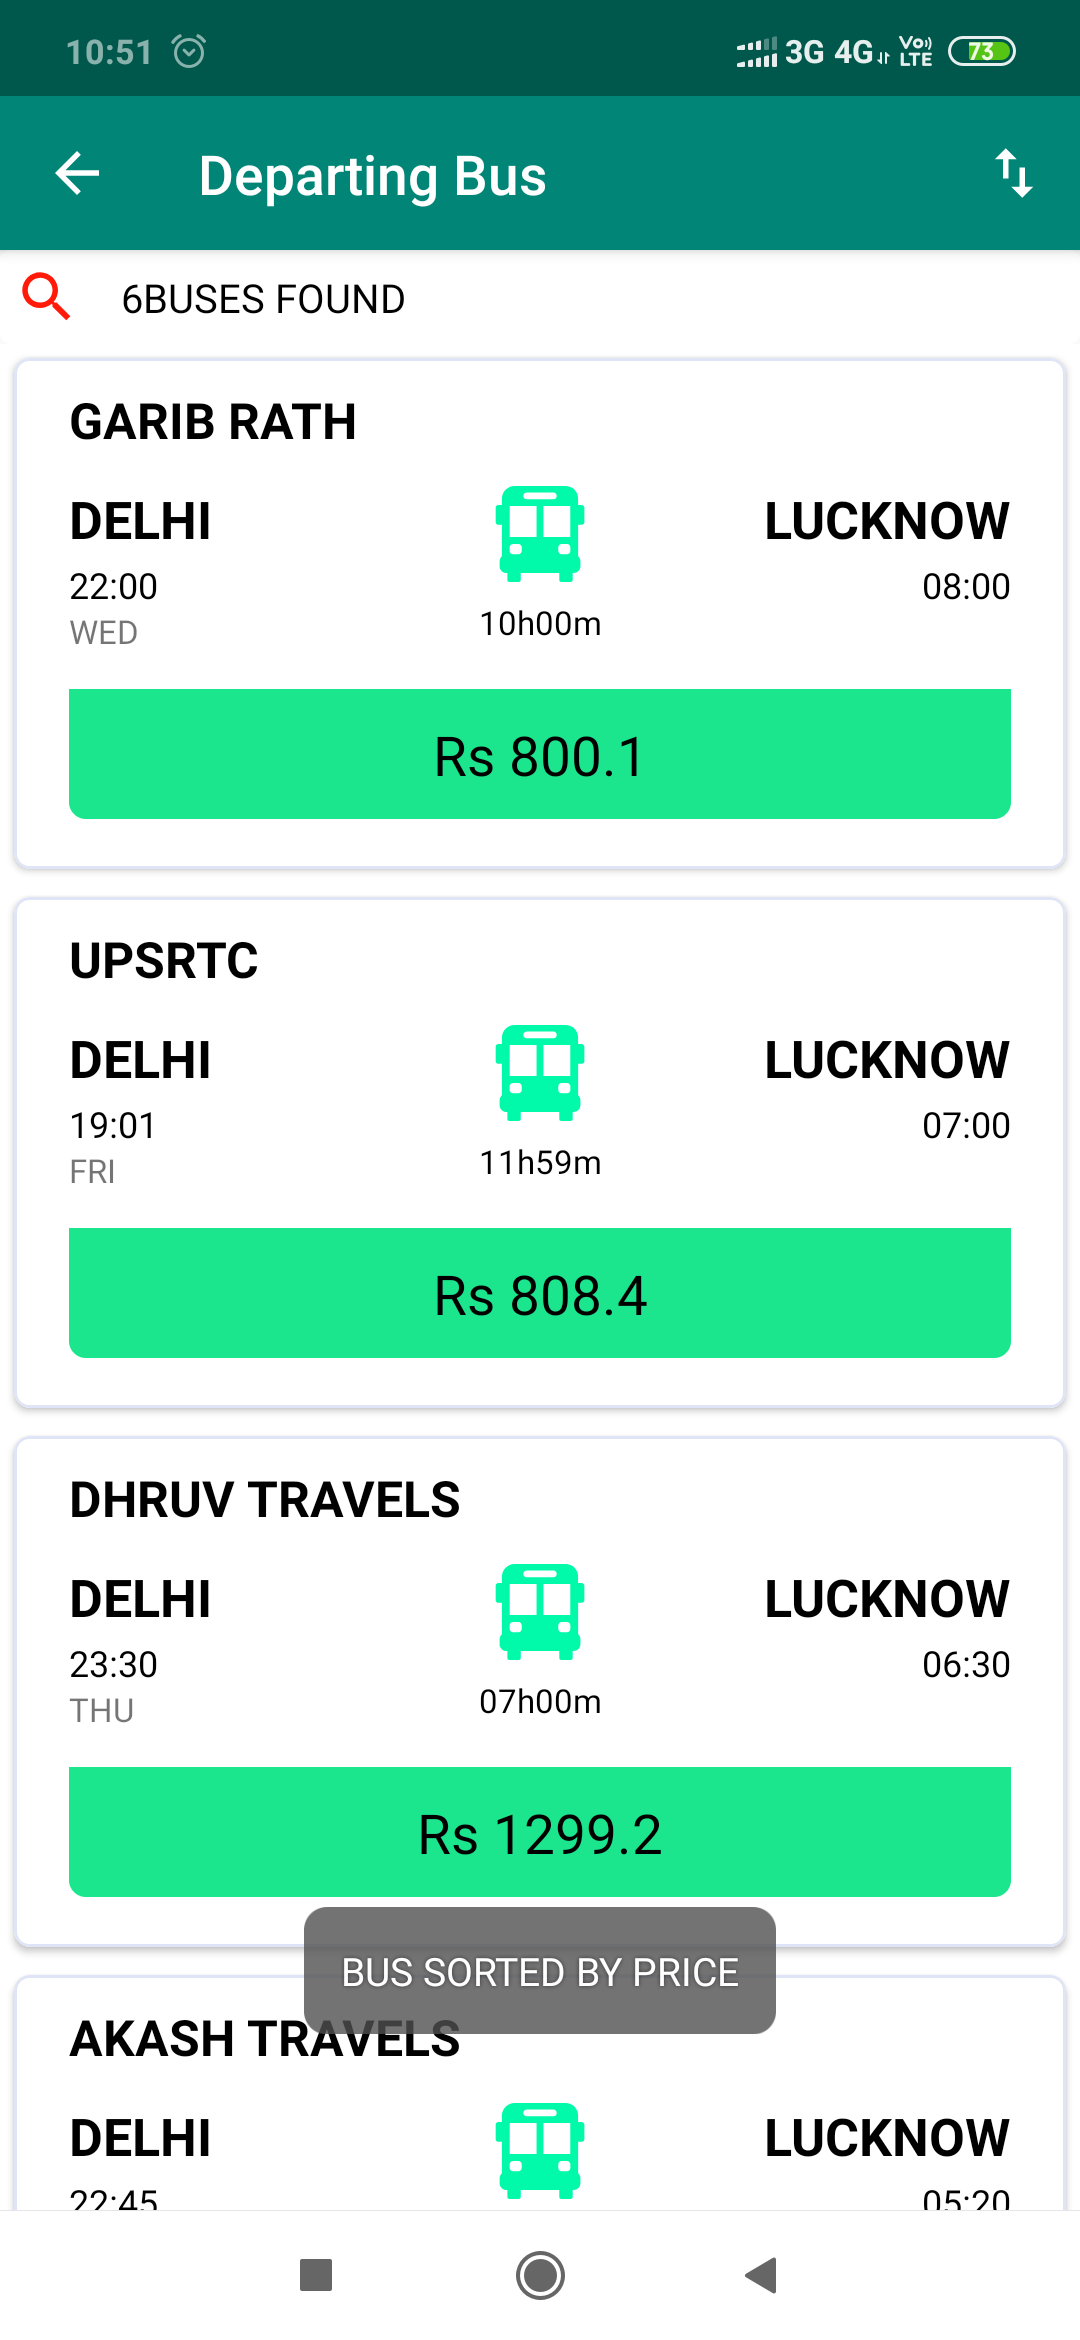 10:51 3G 4G Vo) LTE 73
Departing Bus
6BUSES FOUND
GARIB RATH
DELHI LUCKNOW
22:00 08:00
WED 10h00m
Rs 800.1
UPSRTC
DELHI LUCKNOW
19:01 07:00
FRI 11h59m
Rs 808.4
DHRUV TRAVELS
DELHI LUCKNOW
23:30 06:30
THU 07h00m
Rs 1299.2
BUS SORTED BY PRICE
AKASH TRAVELS
DELHI LUCKNOW
22:45 05:20